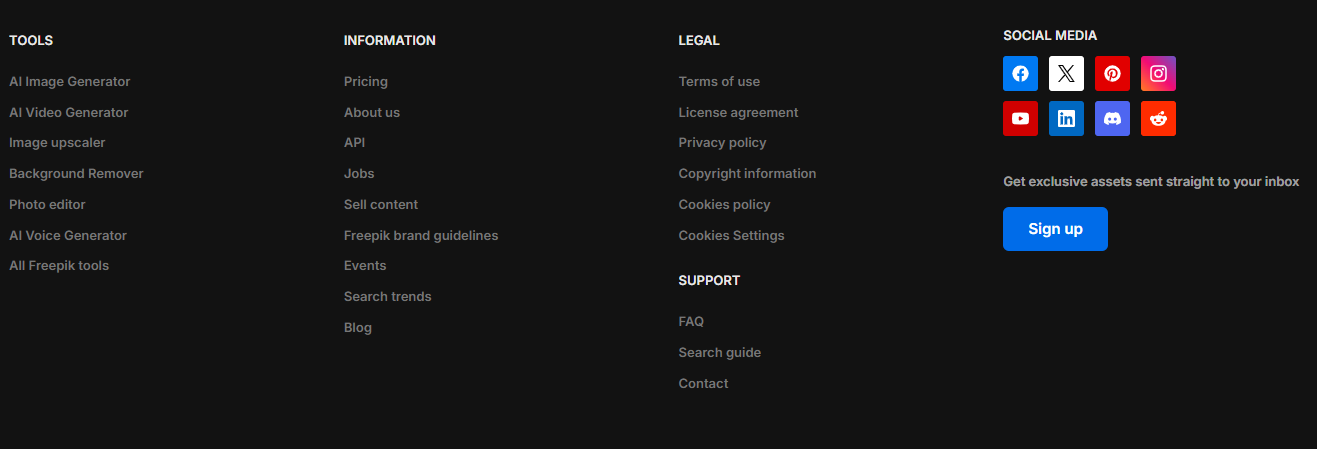 TOOLS
AI Image Generator
AI Video Generator
Image upscaler
Background Remover
Photo editor
AI Voice Generator
All Freepik tools
INFORMATION
Pricing
About us
API
Jobs
Sell content
Freepik brand guidelines
Events
Search trends
Blog
LEGAL
Terms of use
License agreement
Privacy policy
Copyright information
Cookies policy
Cookies Settings
SUPPORT
FAQ
Search guide
Contact
SOCIAL MEDIA
Get exclusive assets sent straight to your inbox
Sign up